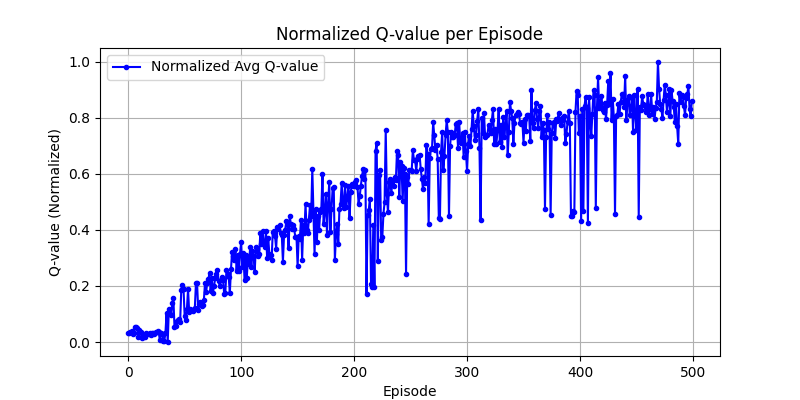 Normalized Q-value per Episode
Normalized Avg Q-value
Q-value (Normalized)
1.0
0.8
0.6
0.4
0.2
0.0
0 100 200 300 400 500
Episode